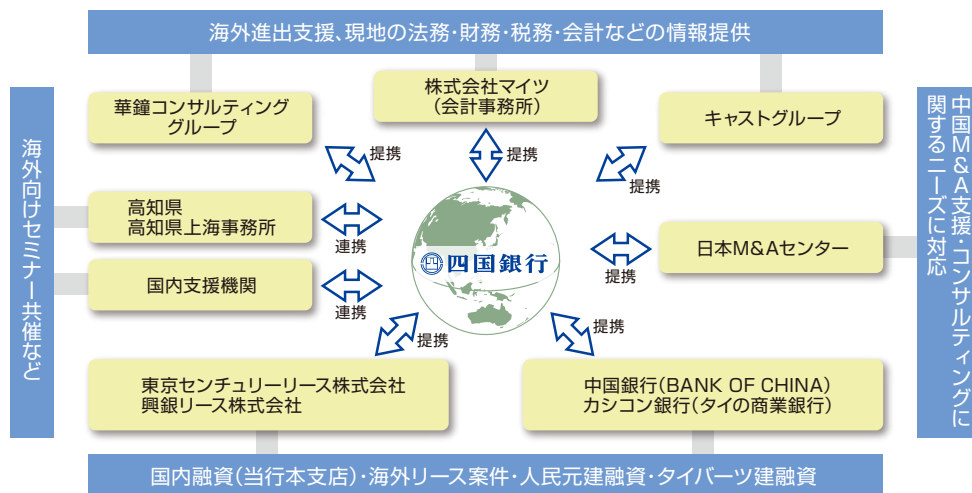 海外進出支援、現地の法務・財務・税務・会計などの情報提供
華鐘コンサルティング
グループ
株式会社マイツ
（会計事務所）
キャストグループ
提携
提携
提携
海外向けセミナー共催など
高知県
高知県上海事務所
連携
国内支援機関
連携
四国銀行
日本M&Aセンター
提携
中国M&A支援・コンサルティングに
関するニーズに対応
提携
提携
東京センチュリーリース株式会社
興銀リース株式会社
中国銀行（BANK OF CHINA）
カシコン銀行（タイの商業銀行）
国内融資（当行本支店）・海外リース案件・人民元建融資・タイバーツ建融資